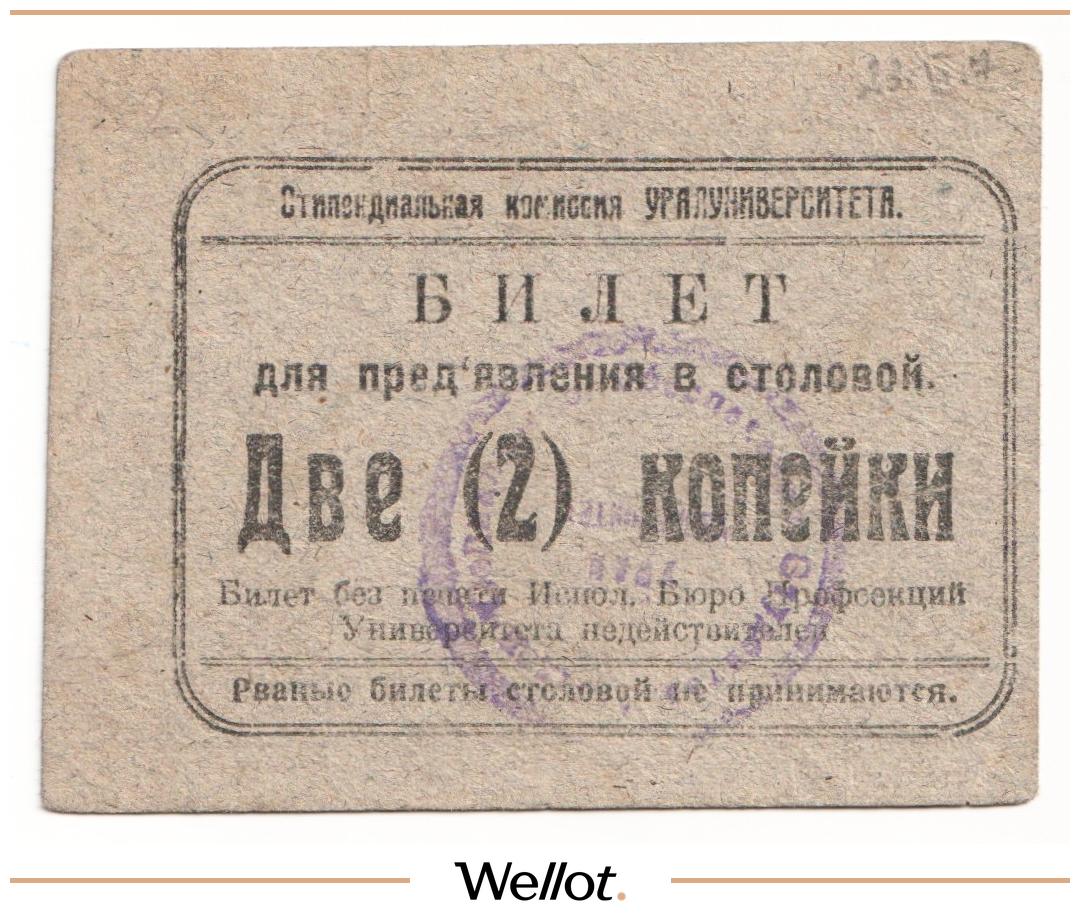 Стипендиальная комиссия УРАЛУНИВЕРСИТЕТА.
БИЛЕТ
для пред'явления в столовой.
Две (2) копейки
Билет без печати Испол. Бюро Профсекций
Университета недействителен
Рваные билеты столовой не принимаются.
Wellot.